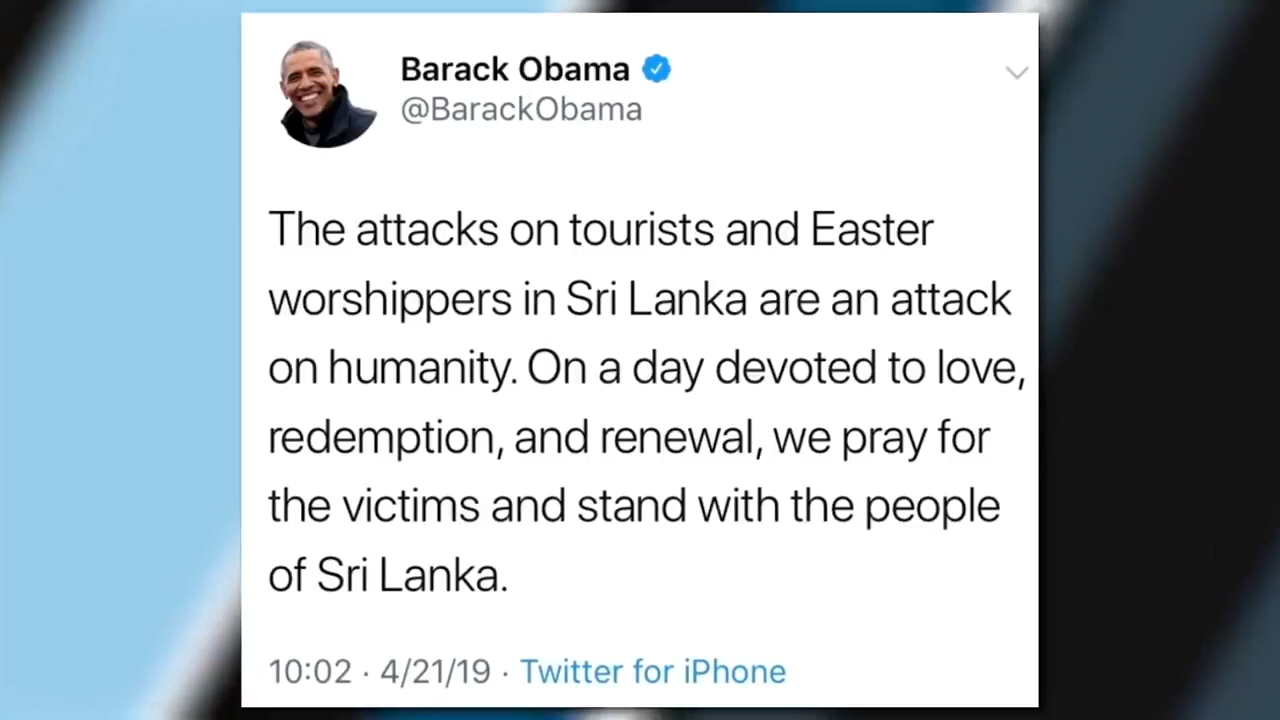 Barack Obama
@BarackObama
The attacks on tourists and Easter
worshippers in Sri Lanka are an attack
on humanity. On a day devoted to love,
redemption, and renewal, we pray for
the victims and stand with the people
of Sri Lanka.
10:02 · 4/21/19 · Twitter for iPhone